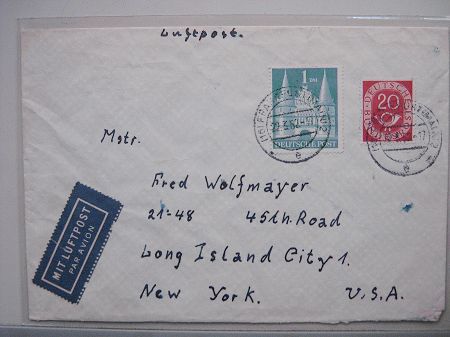 Luftpost.
1 DM
DEUTSCHE POST
20
Mstr.
Fred Wolfmayer
21-48 45th. Road
Long Island City 1.
New York. U.S.A.
MIT LUFTPOST
PAR AVION